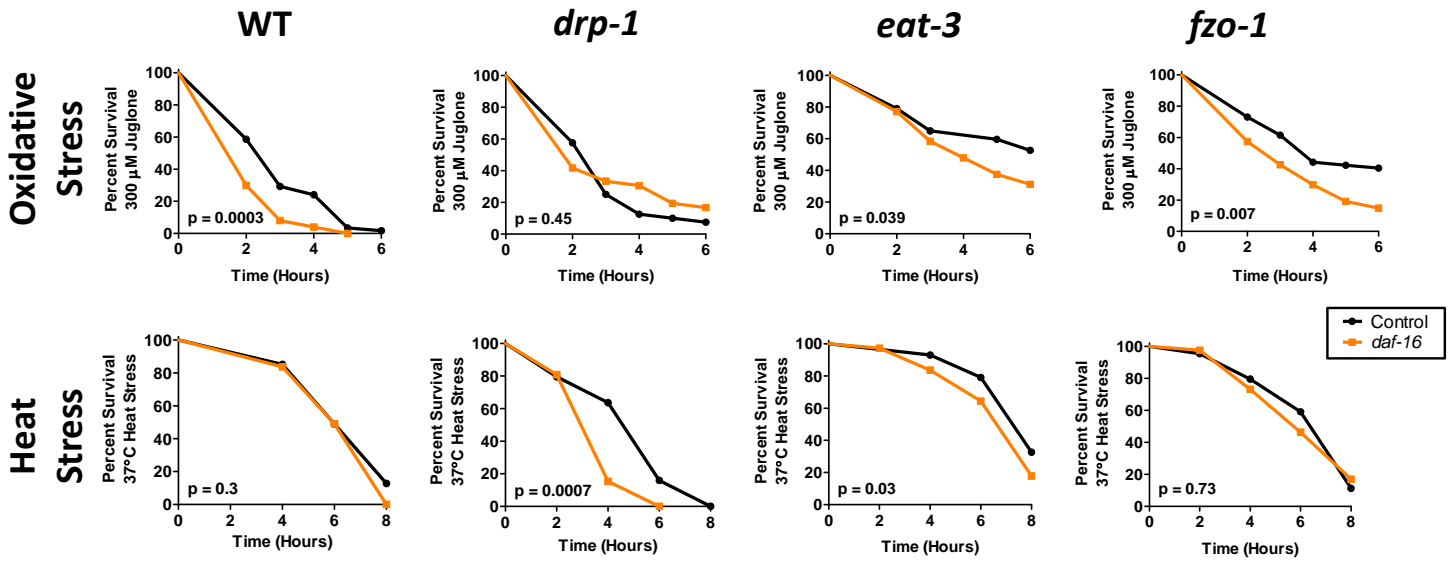 WT
drp-1
eat-3
fzo-1
Oxidative
Stress
Percent Survival
300 μM Juglone
100
80
60
40
20
0
p = 0.0003
0 2 3 4 5 6
Time (Hours)
Percent Survival
300 μM Juglone
100
80
60
40
20
0
p = 0.45
0 2 4 6
Time (Hours)
Percent Survival
300 μM Juglone
100
80
60
40
20
0
p = 0.039
0 2 4 6
Time (Hours)
Percent Survival
300 μM Juglone
100
80
60
40
20
0
p = 0.007
0 2 4 6
Time (Hours)
Control
daf-16
Heat
Stress
Percent Survival
37°C Heat Stress
100
80
60
40
20
0
p = 0.3
0 2 4 6 8
Time (Hours)
Percent Survival
37°C Heat Stress
100
80
60
40
20
0
p = 0.0007
0 2 4 6 8
Time (Hours)
Percent Survival
37°C Heat Stress
100
80
60
40
20
0
p = 0.03
0 2 4 6 8
Time (Hours)
Percent Survival
37°C Heat Stress
100
80
60
40
20
0
p = 0.73
0 2 4 6 8
Time (Hours)